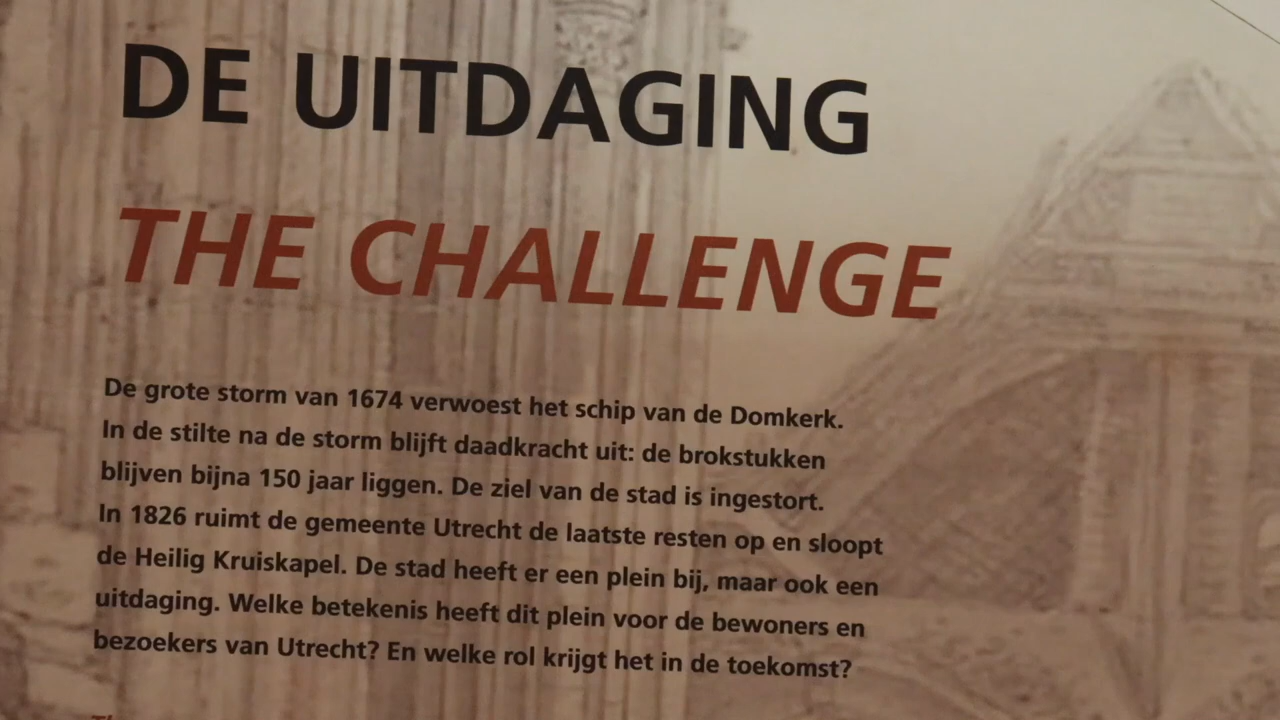 DE UITDAGING
THE CHALLENGE
De grote storm van 1674 verwoest het schip van de Domkerk.
In de stilte na de storm blijft daadkracht uit: de brokstukken
blijven bijna 150 jaar liggen. De ziel van de stad is ingestort.
In 1826 ruimt de gemeente Utrecht de laatste resten op en sloopt
de Heilig Kruiskapel. De stad heeft er een plein bij, maar ook een
uitdaging. Welke betekenis heeft dit plein voor de bewoners en
bezoekers van Utrecht? En welke rol krijgt het in de toekomst?